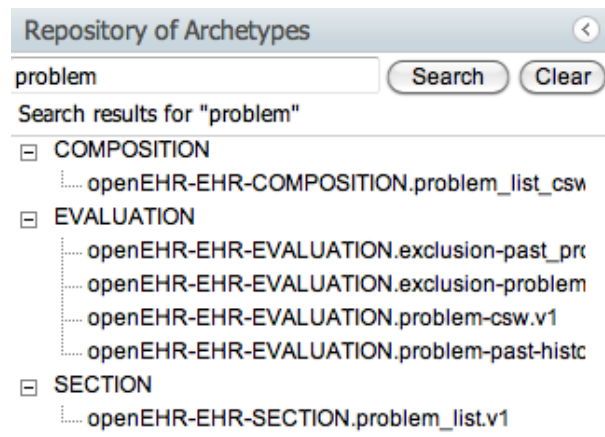 Repository of Archetypes
problem Search Clear
Search results for "problem"
COMPOSITION
openEHR-EHR-COMPOSITION.problem_list_csw
EVALUATION
openEHR-EHR-EVALUATION.exclusion-past_pro
openEHR-EHR-EVALUATION.exclusion-problem
openEHR-EHR-EVALUATION.problem-csw.v1
openEHR-EHR-EVALUATION.problem-past-histo
SECTION
openEHR-EHR-SECTION.problem_list.v1